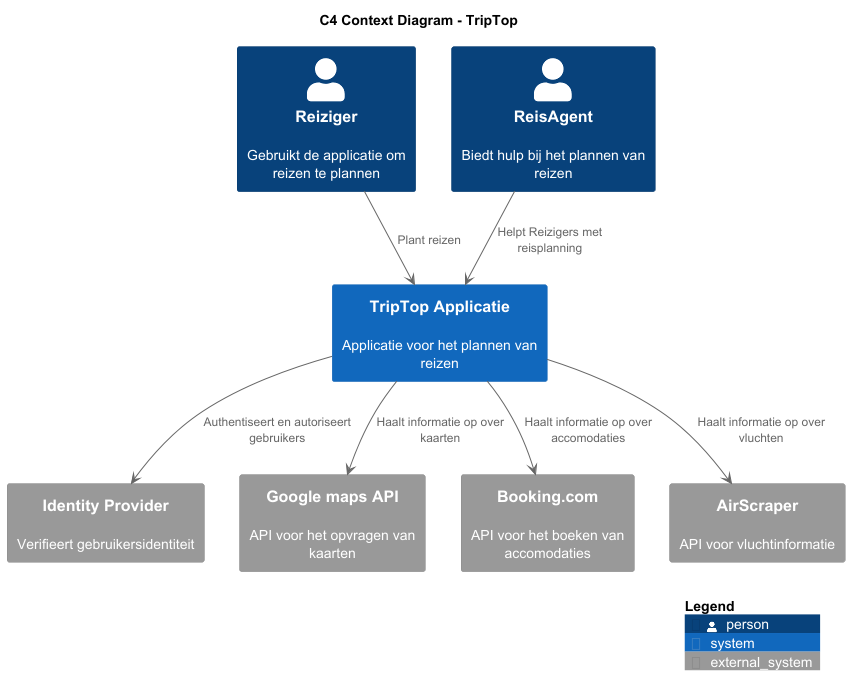 C4 Context Diagram - TripTop
Reiziger
Gebruikt de applicatie om
reizen te plannen
ReisAgent
Biedt hulp bij het plannen van
reizen
Plant reizen
Helpt Reizigers met
reisplanning
TripTop Applicatie
Applicatie voor het plannen van
reizen
Authentiseert en autoriseert
gebruikers
Haalt informatie op over
kaarten
Haalt informatie op over
accomodaties
Haalt informatie op over
vluchten
Identity Provider
Verifieert gebruikersidentiteit
Google maps API
API voor het opvragen van
kaarten
Booking.com
API voor het boeken van
accomodaties
AirScraper
API voor vluchtinformatie
Legend
person
system
external_system